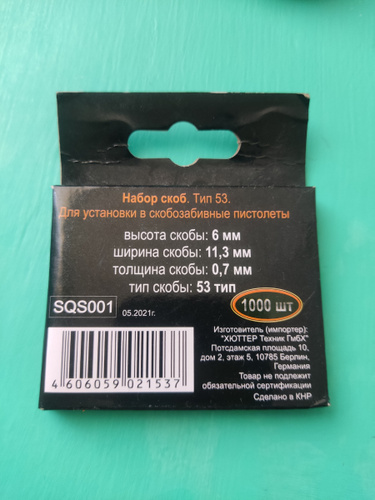 Набор скоб. Тип 53.
Для установки в скобозабивные пистолеты
высота скобы: 6 мм
ширина скобы: 11,3 мм
толщина скобы: 0,7 мм
тип скобы: 53 тип
SQS001
05.2021г.
1000 шт
4 606059 021537
Изготовитель (импортер):
"ХЮТТЕР Техник ГмбХ"
Потсдамская площадь 10,
дом 2, этаж 5, 10785 Берлин,
Германия
Товар не подлежит
обязательной сертификации
Сделано в КНР